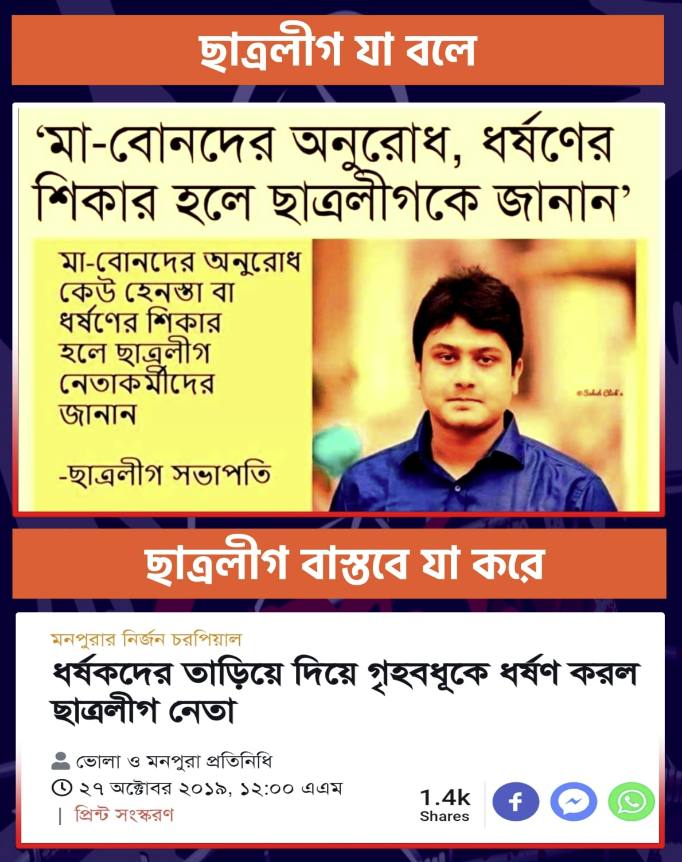 ছাত্রলীগ যা বলে
‘মা-বোনদের অনুরোধ, ধর্ষণের
শিকার হলে ছাত্রলীগকে জানান’
মা-বোনদের অনুরোধ
কেউ হেনস্তা বা
ধর্ষণের শিকার
হলে ছাত্রলীগ
নেতাকর্মীদের
জানান
-ছাত্রলীগ সভাপতি
ছাত্রলীগ বাস্তবে যা করে
মনপুরার নির্জন চরপিয়াল
ধর্ষকদের তাড়িয়ে দিয়ে গৃহবধূকে ধর্ষণ করল
ছাত্রলীগ নেতা
ভোলা ও মনপুরা প্রতিনিধি
২৭ অক্টোবর ২০১৯, ১২:০০ এএম
| প্রিন্ট সংস্করণ
1.4k
Shares